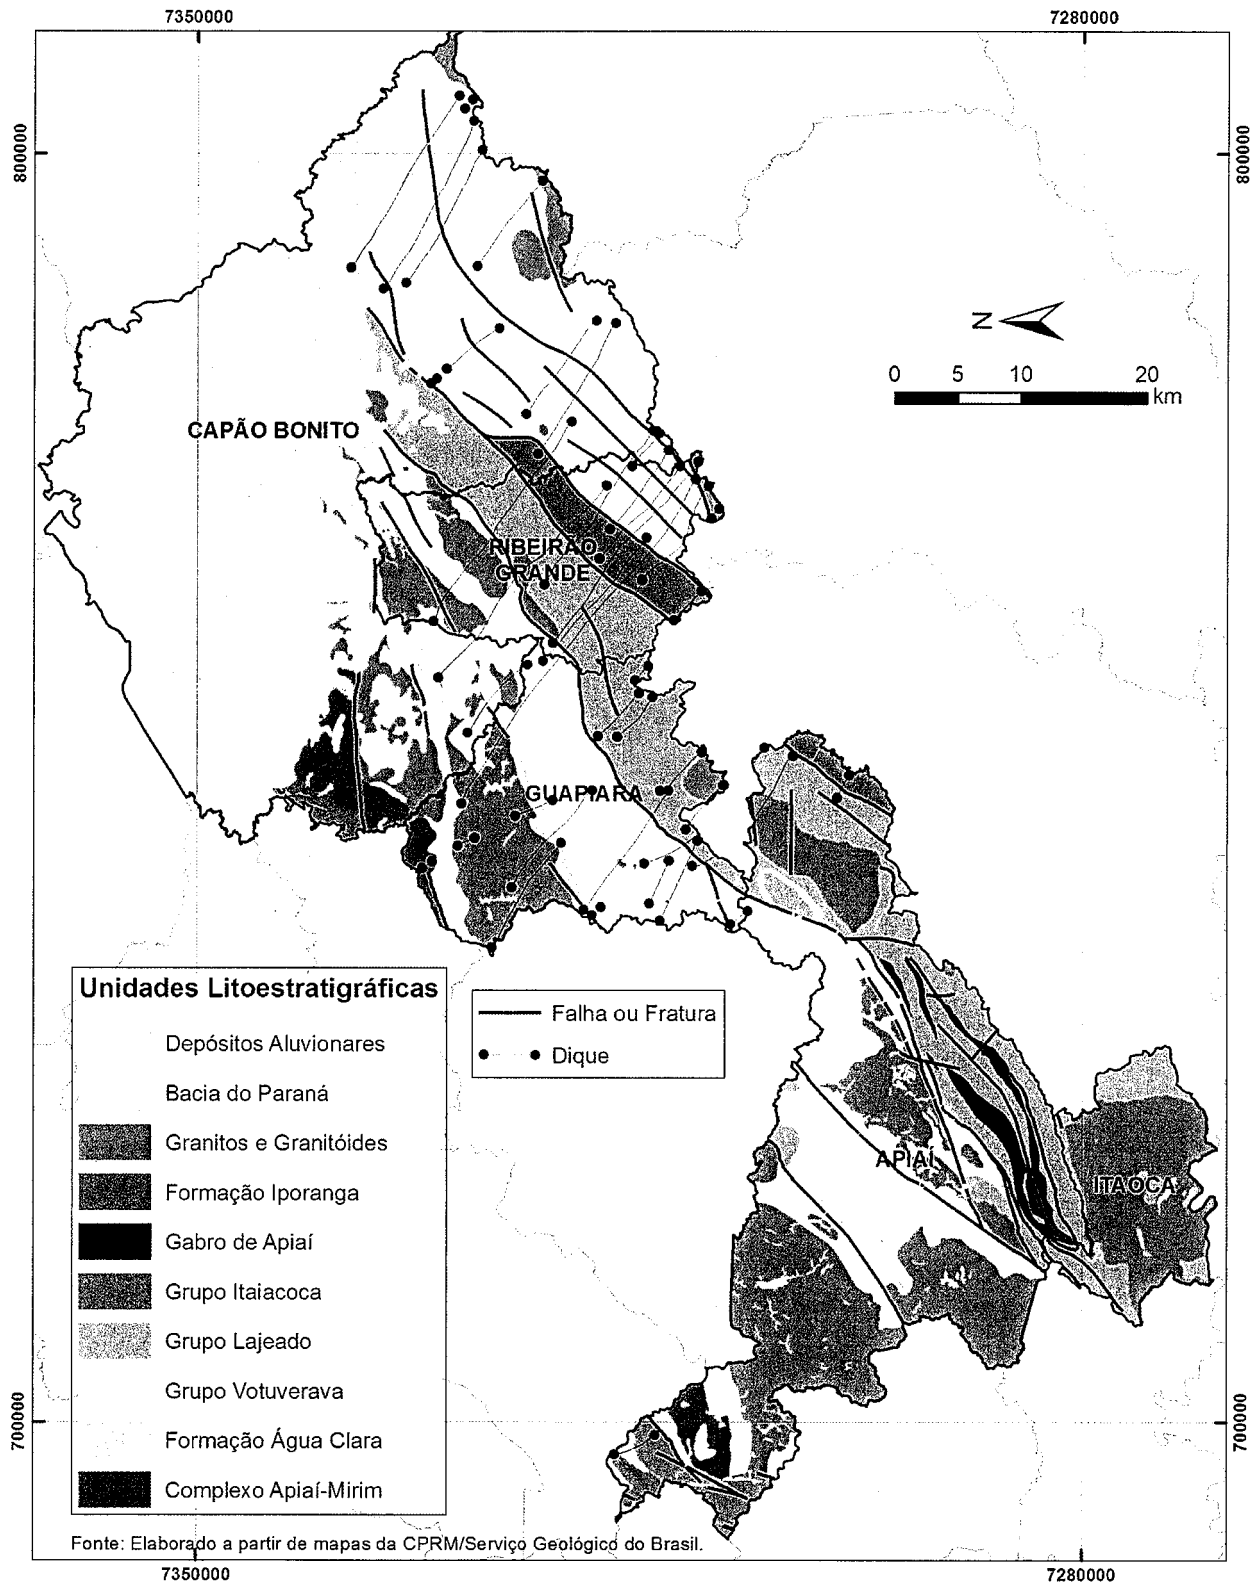 7350000
7280000
800000
800000
N
0 5 10 20
km
CAPÃO BONITO
RIBEIRÃO
GRANDE
GUAPIARA
Unidades Litoestratigráficas
Depósitos Aluvionares
Bacia do Paraná
Granitos e Granitóides
Formação Iporanga
Gabro de Apiaí
Grupo Itaiacoca
Grupo Lajeado
Grupo Votuverava
Formação Água Clara
Complexo Apiaí-Mirim
Falha ou Fratura
Dique
APIAÍ
ITAOCA
700000
700000
Fonte: Elaborado a partir de mapas da CPRM/Serviço Geológico do Brasil.
7350000
7280000